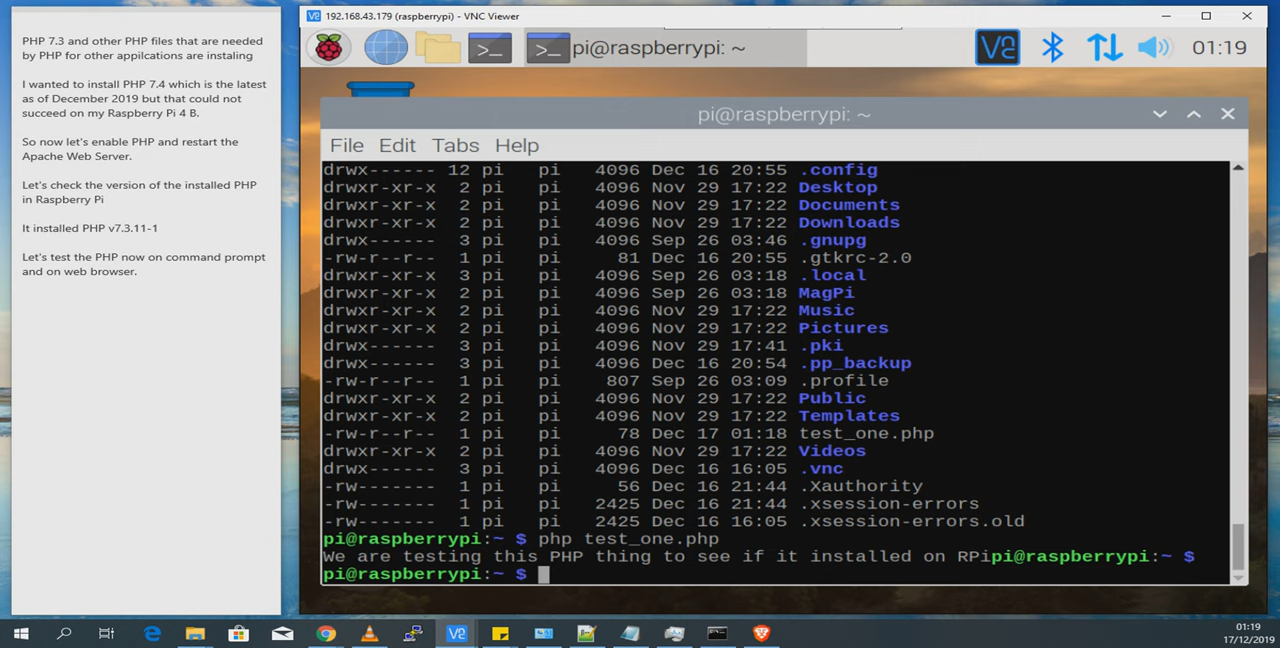 PHP 7.3 and other PHP files that are needed
by PHP for other appilcations are instaling
I wanted to install PHP 7.4 which is the latest
as of December 2019 but that could not
succeed on my Raspberry Pi 4 B.
So now let's enable PHP and restart the
Apache Web Server.
Let's check the version of the installed PHP
in Raspberry Pi
It installed PHP v7.3.11-1
Let's test the PHP now on command prompt
and on web browser.
192.168.43.179 (raspberrypi) - VNC Viewer
pi@raspberrypi: ~
01:19
pi@raspberrypi: ~
File Edit Tabs Help
drwx------ 12 pi pi 4096 Dec 16 20:55 .config
drwxr-xr-x 2 pi pi 4096 Nov 29 17:22 Desktop
drwxr-xr-x 2 pi pi 4096 Nov 29 17:22 Documents
drwxr-xr-x 2 pi pi 4096 Nov 29 17:22 Downloads
drwx------ 3 pi pi 4096 Sep 26 03:46 .gnupg
-rw-r--r-- 1 pi pi 81 Dec 16 20:55 .gtkrc-2.0
drwxr-xr-x 3 pi pi 4096 Sep 26 03:18 .local
drwxr-xr-x 2 pi pi 4096 Sep 26 03:18 MagPi
drwxr-xr-x 2 pi pi 4096 Nov 29 17:22 Music
drwxr-xr-x 2 pi pi 4096 Nov 29 17:22 Pictures
drwx------ 3 pi pi 4096 Nov 29 17:41 .pki
drwx------ 3 pi pi 4096 Dec 16 20:54 .pp_backup
-rw-r--r-- 1 pi pi 807 Sep 26 03:09 .profile
drwxr-xr-x 2 pi pi 4096 Nov 29 17:22 Public
drwxr-xr-x 2 pi pi 4096 Nov 29 17:22 Templates
-rw-r--r-- 1 pi pi 78 Dec 17 01:18 test_one.php
drwxr-xr-x 2 pi pi 4096 Nov 29 17:22 Videos
drwx------ 3 pi pi 4096 Dec 16 16:05 .vnc
-rw------- 1 pi pi 56 Dec 16 21:44 .Xauthority
-rw------- 1 pi pi 2425 Dec 16 21:44 .xsession-errors
-rw------- 1 pi pi 2425 Dec 16 16:05 .xsession-errors.old
pi@raspberrypi:~ $ php test_one.php
We are testing this PHP thing to see if it installed on RPipi@raspberrypi:~ $
pi@raspberrypi:~ $
01:19
17/12/2019